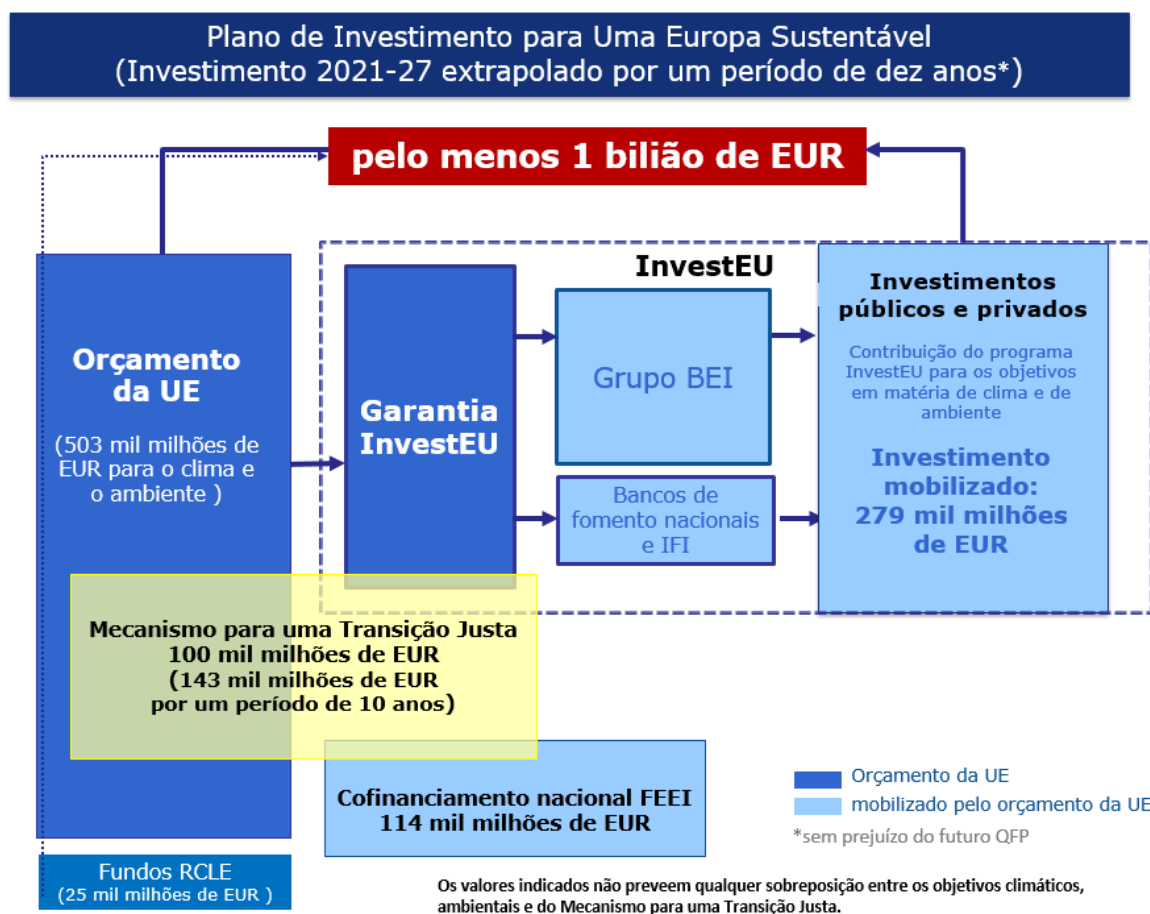 Plano de Investimento para Uma Europa Sustentável
(Investimento 2021-27 extrapolado por um período de dez anos*)
pelo menos 1 bilião de EUR
Orçamento
da UE
(503 mil milhões de
EUR para o clima e
o ambiente )
InvestEU
Garantia
InvestEU
Grupo BEI
Bancos de
fomento nacionais
e IFI
Investimentos
públicos e privados
Contribuição do programa
InvestEU para os objetivos
em matéria de clima e de
ambiente
Investimento
mobilizado:
279 mil milhões
de EUR
Mecanismo para uma Transição Justa
100 mil milhões de EUR
(143 mil milhões de EUR
por um período de 10 anos)
Cofinanciamento nacional FEEI
114 mil milhões de EUR
Orçamento da UE
mobilizado pelo orçamento da UE
*sem prejuízo do futuro QFP
Fundos RCLE
(25 mil milhões de EUR )
Os valores indicados não preveem qualquer sobreposição entre os objetivos climáticos,
ambientais e do Mecanismo para uma Transição Justa.